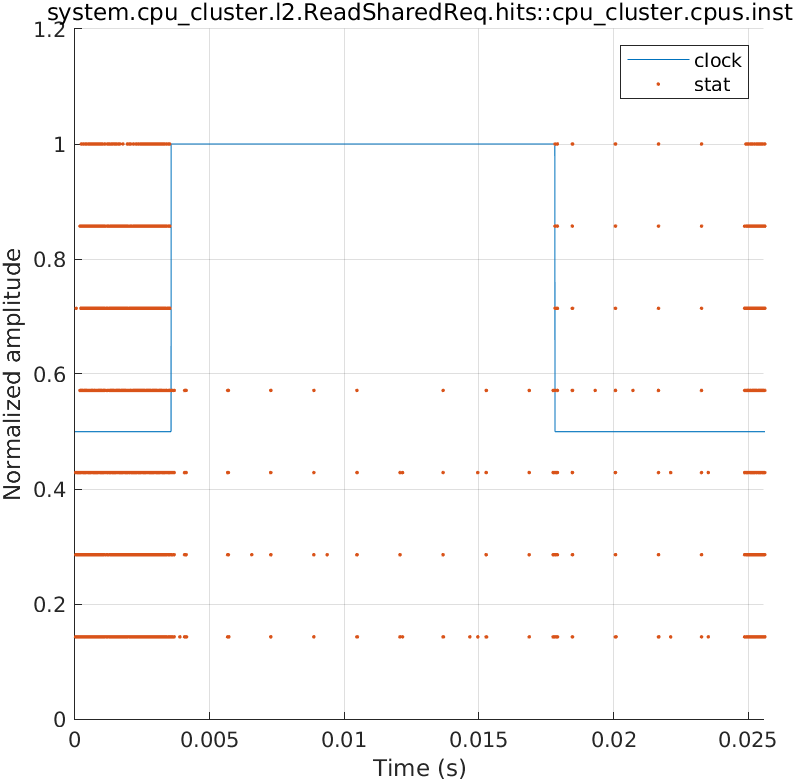 system.cpu_cluster.l2.ReadSharedReq.hits::cpu_cluster.cpus.inst
1.2
clock
stat
1
0.8
0.6
0.4
0.2
0
Normalized amplitude
0
0.005
0.01
0.015
0.02
0.025
Time (s)